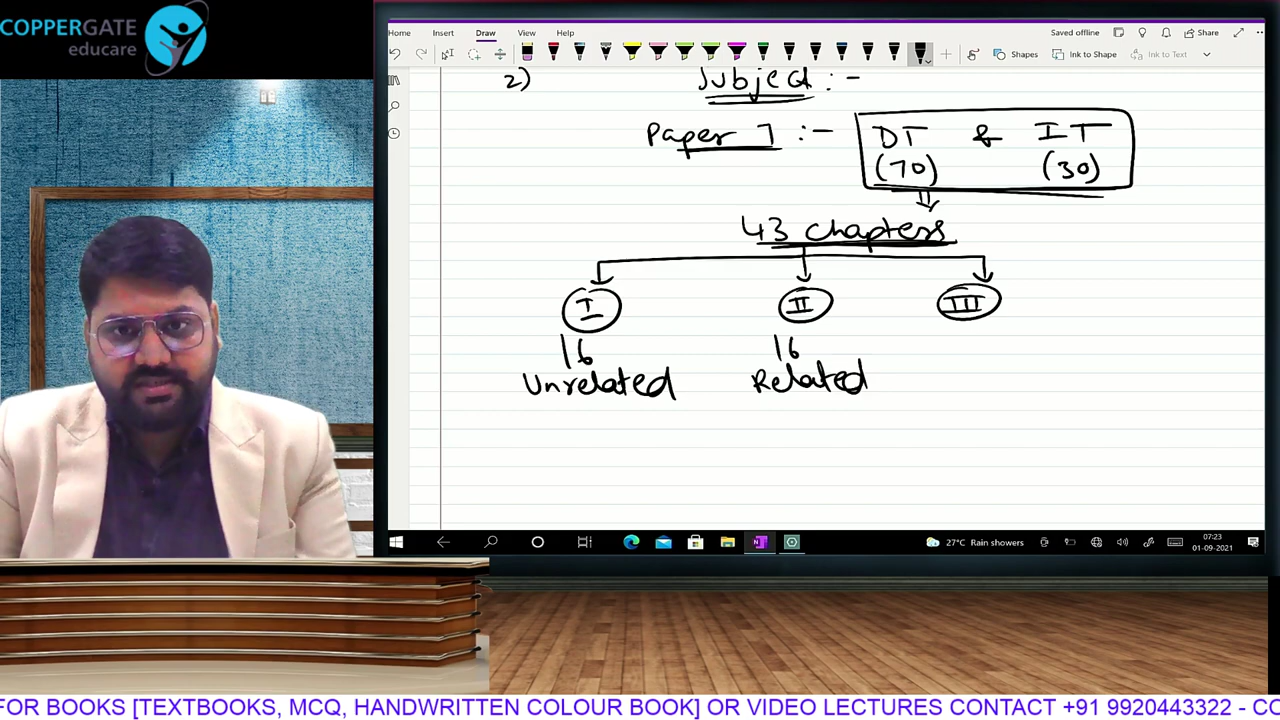 COPPERGATE
educare
Home Insert Draw View Help
Saved offline
Share
Shapes
Ink to Shape
Ink to Text
2) Subject :-
Paper 7 :- DT & IT
(70) (30)
43 chapters
I II III
16 16
Unrelated Related
27°C Rain showers
07:23
01-09-2021
FOR BOOKS [TEXTBOOKS, MCQ, HANDWRITTEN COLOUR BOOK] OR VIDEO LECTURES CONTACT +91 9920443322 - CO